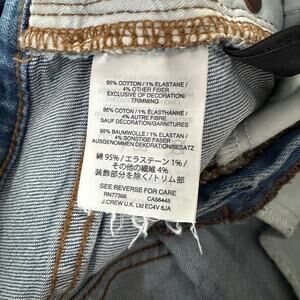 95% COTTON / 1% ELASTANE /
4% OTHER FIBER
EXCLUSIVE OF DECORATION/
TRIMMING
95% COTON / 1% ELASTHANNE /
4% AUTRE FIBRE
SAUF DÉCORATION/GARNITURES
95% BAUMWOLLE / 1% ELASTAN /
4% SONSTIGE FASER
AUSGENOMMEN DEKORATION/BESATZ
綿 95% / エラステーン 1% /
その他の繊維 4%
装飾部分を除く/トリム部
SEE REVERSE FOR CARE
RN77388 CA56445
J.CREW U.K. Ltd EC4V 6JA